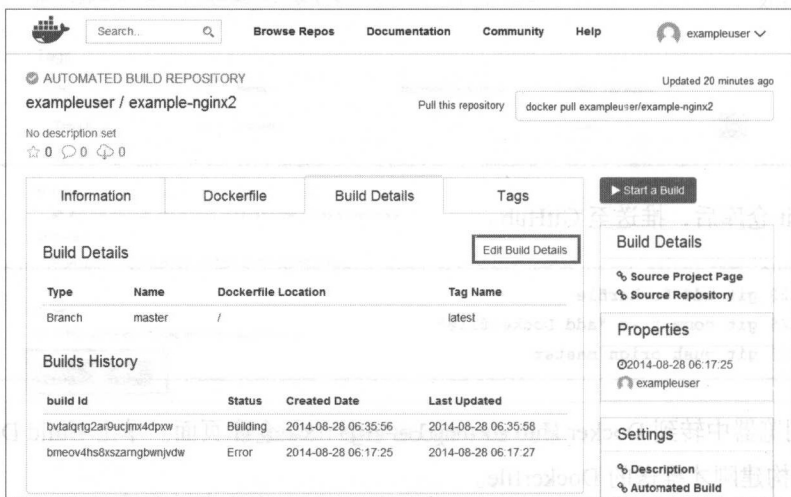 Search..
Browse Repos
Documentation
Community
Help
exampleuser
AUTOMATED BUILD REPOSITORY
Updated 20 minutes ago
exampleuser / example-nginx2
Pull this repository
docker pull exampleuser/example-nginx2
No description set
0 0 0
Information
Dockerfile
Build Details
Tags
Start a Build
Build Details
Edit Build Details
Type Name Dockerfile Location Tag Name
Branch master / latest
Builds History
build Id Status Created Date Last Updated
bvtaiqrtg2ar9ucjmx4dpxw Building 2014-08-28 06:35:56 2014-08-28 06:35:58
bmeov4hs8xszarngbwnjvdw Error 2014-08-28 06:17:25 2014-08-28 06:17:27
Build Details
Source Project Page
Source Repository
Properties
2014-08-28 06:17:25
exampleuser
Settings
Description
Automated Build